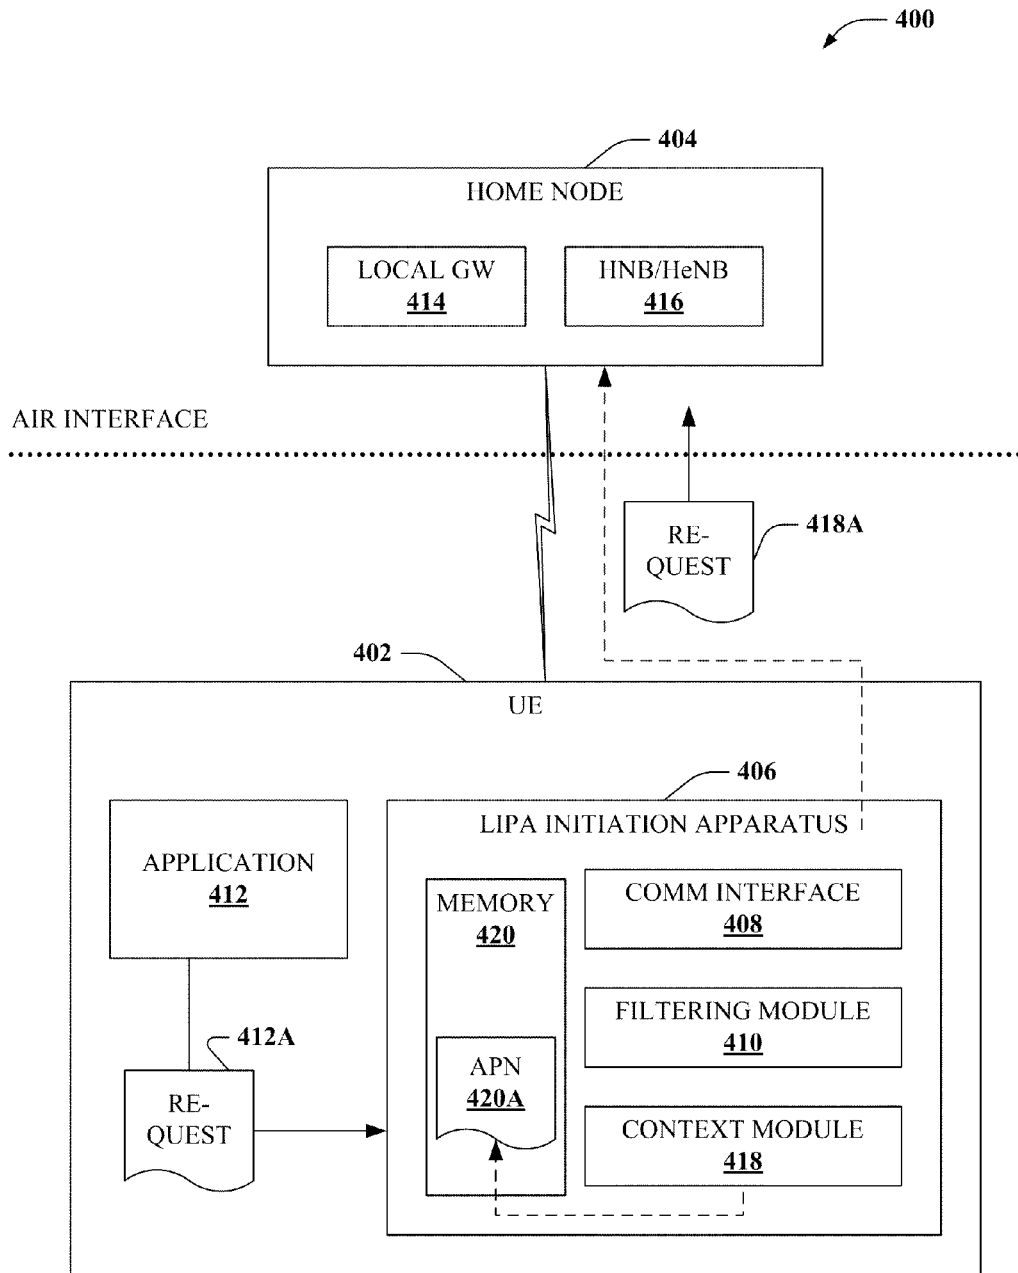 400
404
HOME NODE
LOCAL GW
414
HNB/HeNB
416
AIR INTERFACE
RE-
QUEST
418A
402
UE
406
LIPA INITIATION APPARATUS
APPLICATION
412
MEMORY
420
COMM INTERFACE
408
FILTERING MODULE
410
412A
APN
420A
RE-
QUEST
CONTEXT MODULE
418